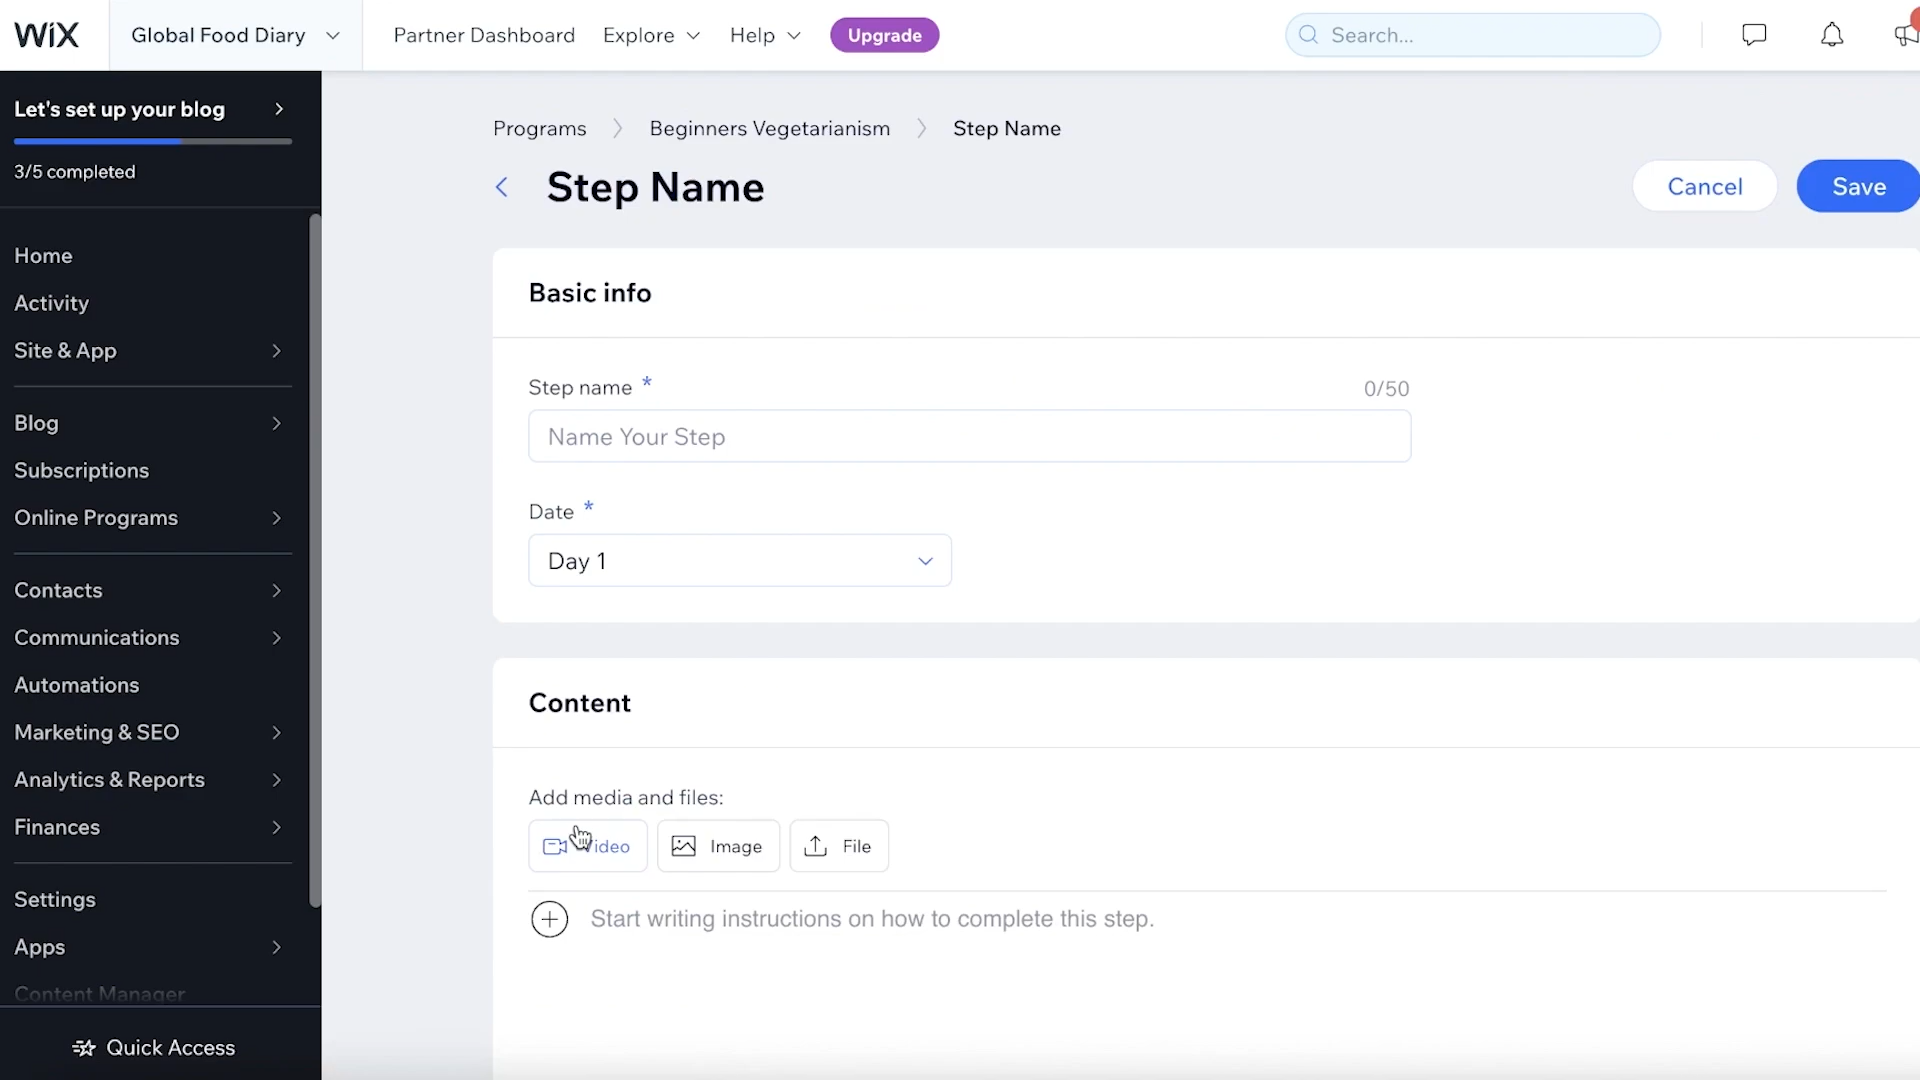 WiX
Global Food Diary
Partner Dashboard
Explore
Help
Upgrade
Search...
Let's set up your blog
3/5 completed
Home
Activity
Site & App
Blog
Subscriptions
Online Programs
Contacts
Communications
Automations
Marketing & SEO
Analytics & Reports
Finances
Settings
Apps
Content Manager
Quick Access
Programs
Beginners Vegetarianism
Step Name
Step Name
Cancel
Save
Basic info
Step name *
0/50
Name Your Step
Date *
Day 1
Content
Add media and files:
Video
Image
File
Start writing instructions on how to complete this step.